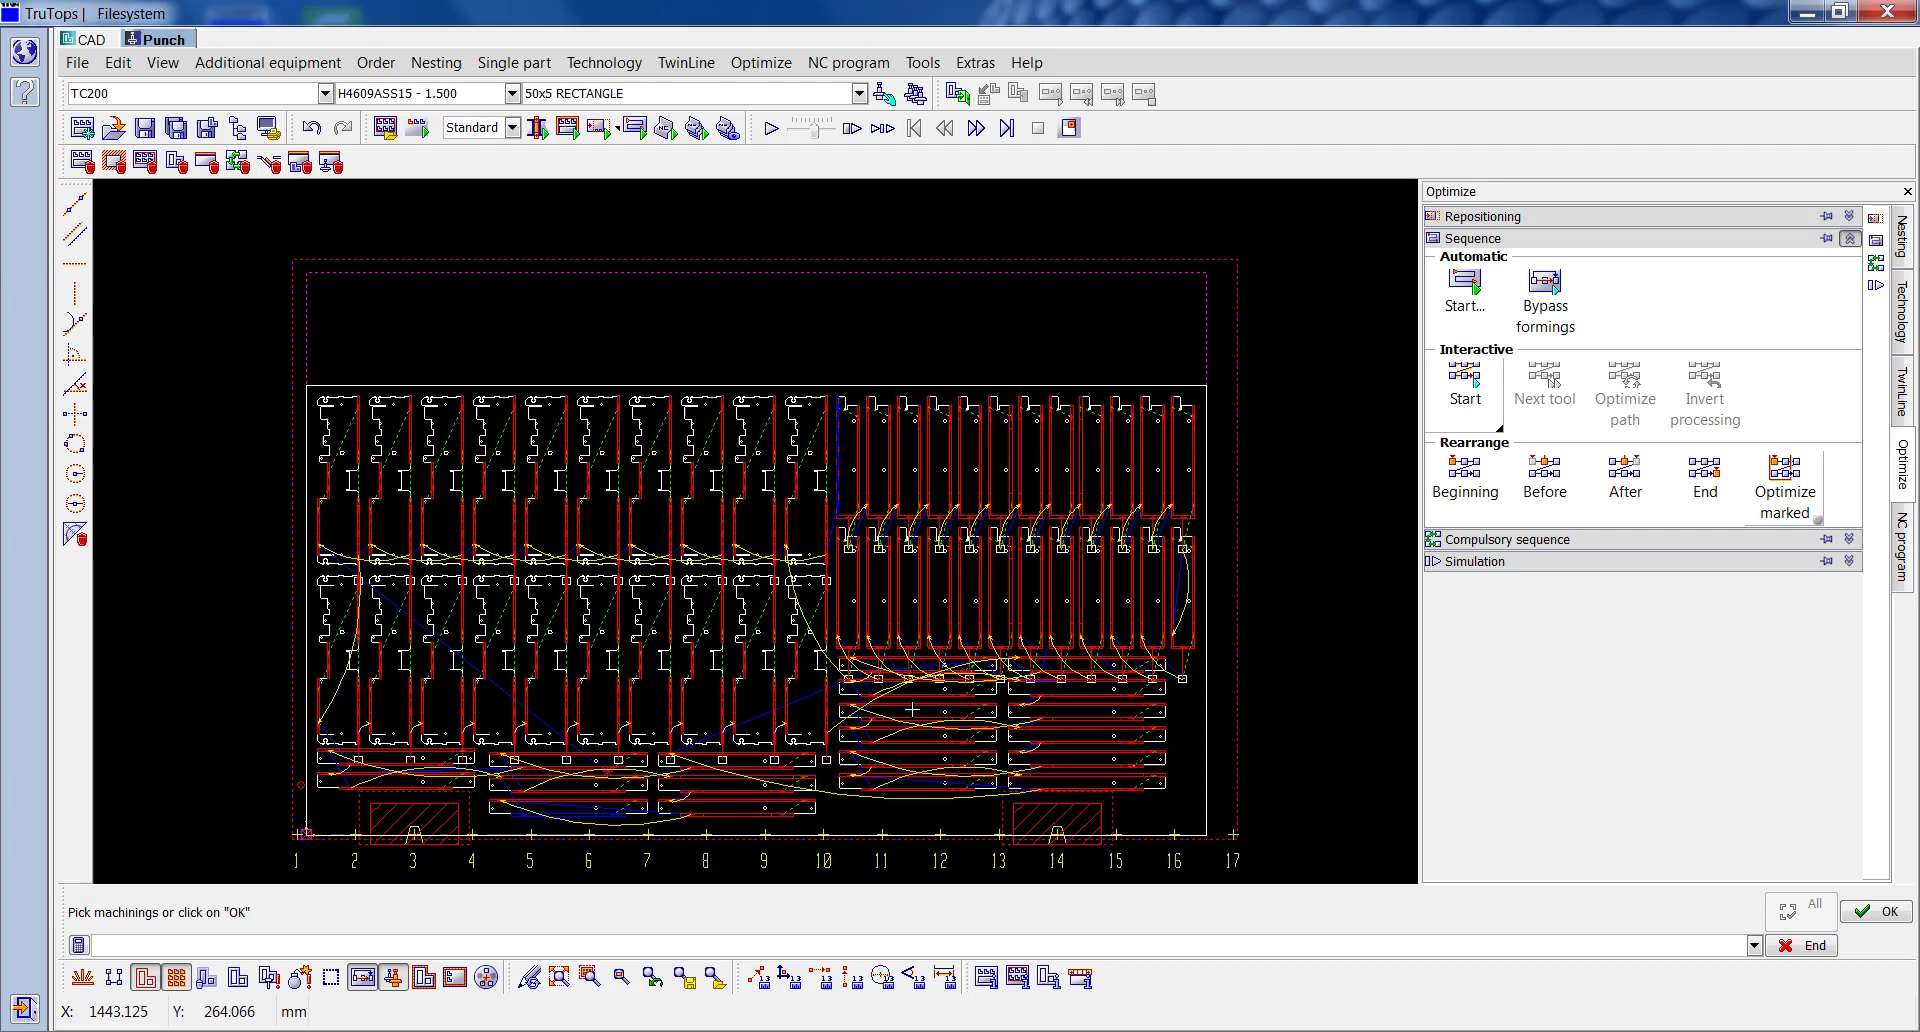 TruTops | Filesystem
CAD
Punch
File Edit View Additional equipment Order Nesting Single part Technology TwinLine Optimize NC program Tools Extras Help
TC200
H4609ASS15 - 1.500
50x5 RECTANGLE
Standard
Optimize
Repositioning
Sequence
Automatic
Start...
Bypass
formings
Interactive
Start
Next tool
Optimize
path
Invert
processing
Rearrange
Beginning
Before
After
End
Optimize
marked
Compulsory sequence
Simulation
Nesting
Technology
TwinLine
Optimize
NC program
1 2 3 4 5 6 7 8 9 10 11 12 13 14 15 16 17
Pick machinings or click on "OK"
All
OK
End
X: 1443.125 Y: 264.066 mm